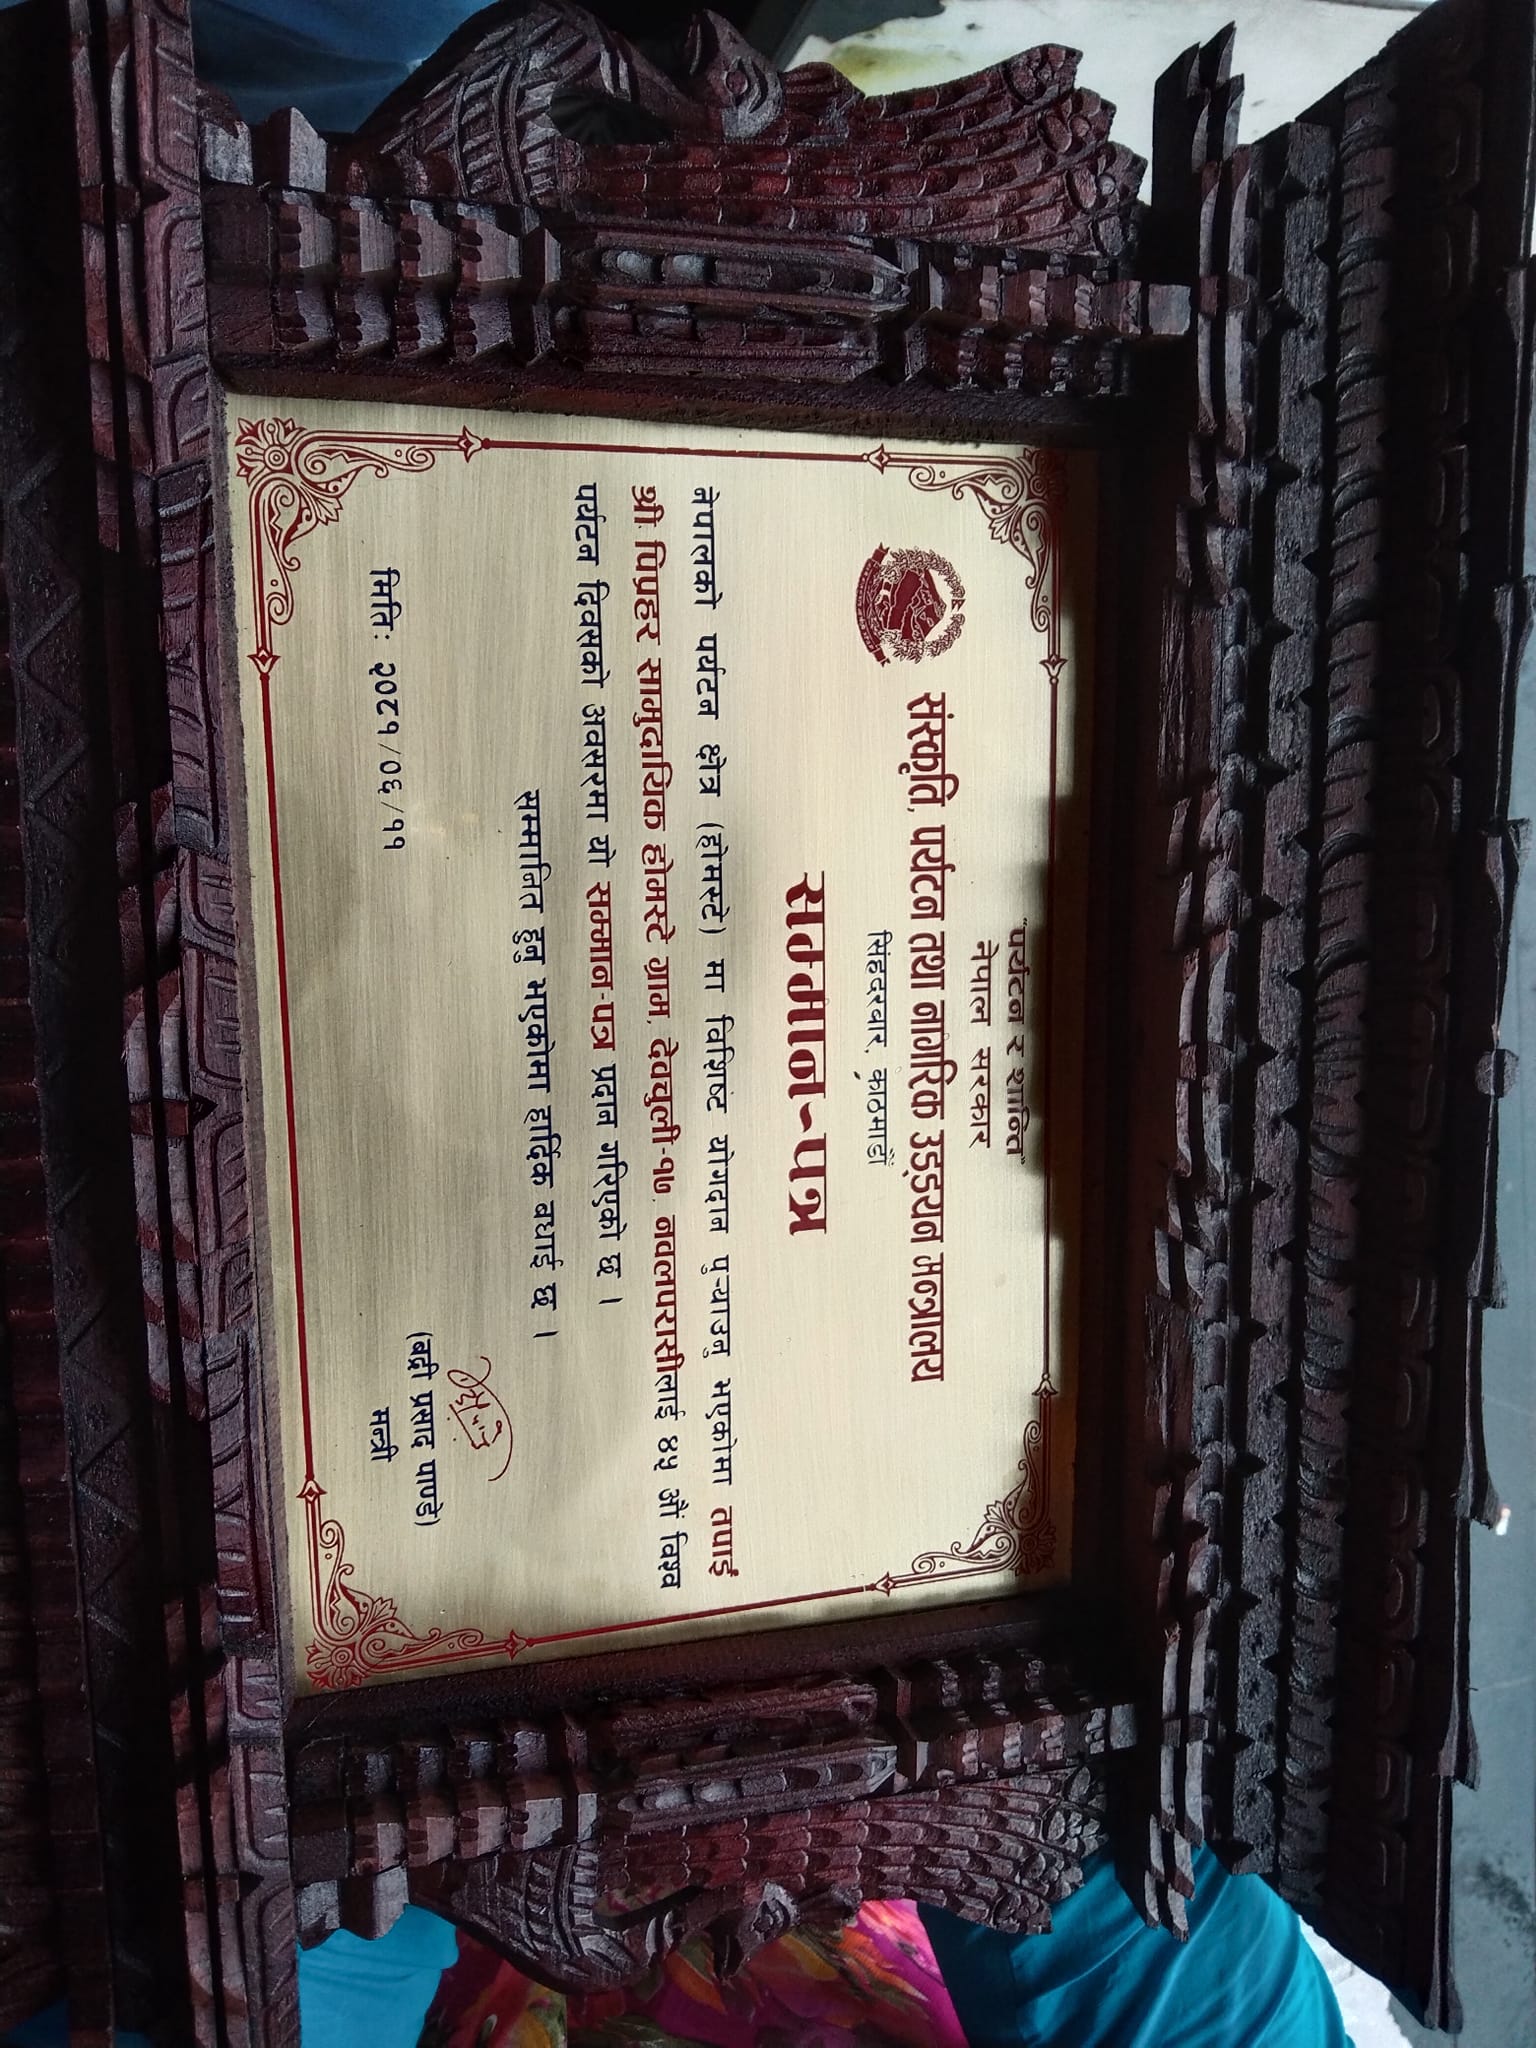 "पर्यटन र शान्ति"
नेपाल सरकार
संस्कृति, पर्यटन तथा नागरिक उड्डयन मन्त्रालय
सिंहदरबार, काठमाडौं
सम्मान-पत्र
नेपालको पर्यटन क्षेत्र (होमस्टे) मा विशिष्ट योगदान पुर्‍याउनु भएकोमा तपाईं
श्री पिप्रहर सामुदायिक होमस्टे ग्राम, देवचुली-१७, नवलपरासीलाई ४५ औं विश्व
पर्यटन दिवसको अवसरमा यो सम्मान-पत्र प्रदान गरिएको छ ।
सम्मानित हुनु भएकोमा हार्दिक बधाई छ ।
(बद्री प्रसाद पाण्डे)
मन्त्री
मितिः २०८१/०६/११